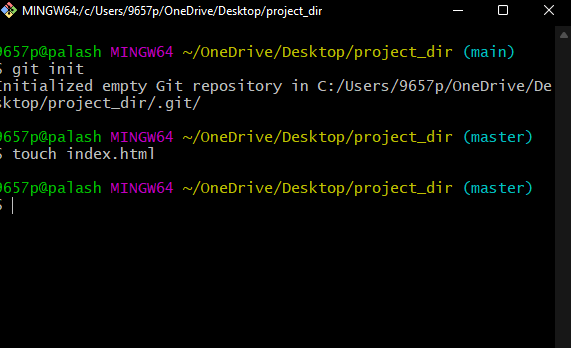 MINGW64:/c/Users/9657p/OneDrive/Desktop/project_dir
9657p@palash MINGW64 ~/OneDrive/Desktop/project_dir (main)
$ git init
Initialized empty Git repository in C:/Users/9657p/OneDrive/De
sktop/project_dir/.git/
9657p@palash MINGW64 ~/OneDrive/Desktop/project_dir (master)
$ touch index.html
9657p@palash MINGW64 ~/OneDrive/Desktop/project_dir (master)
$